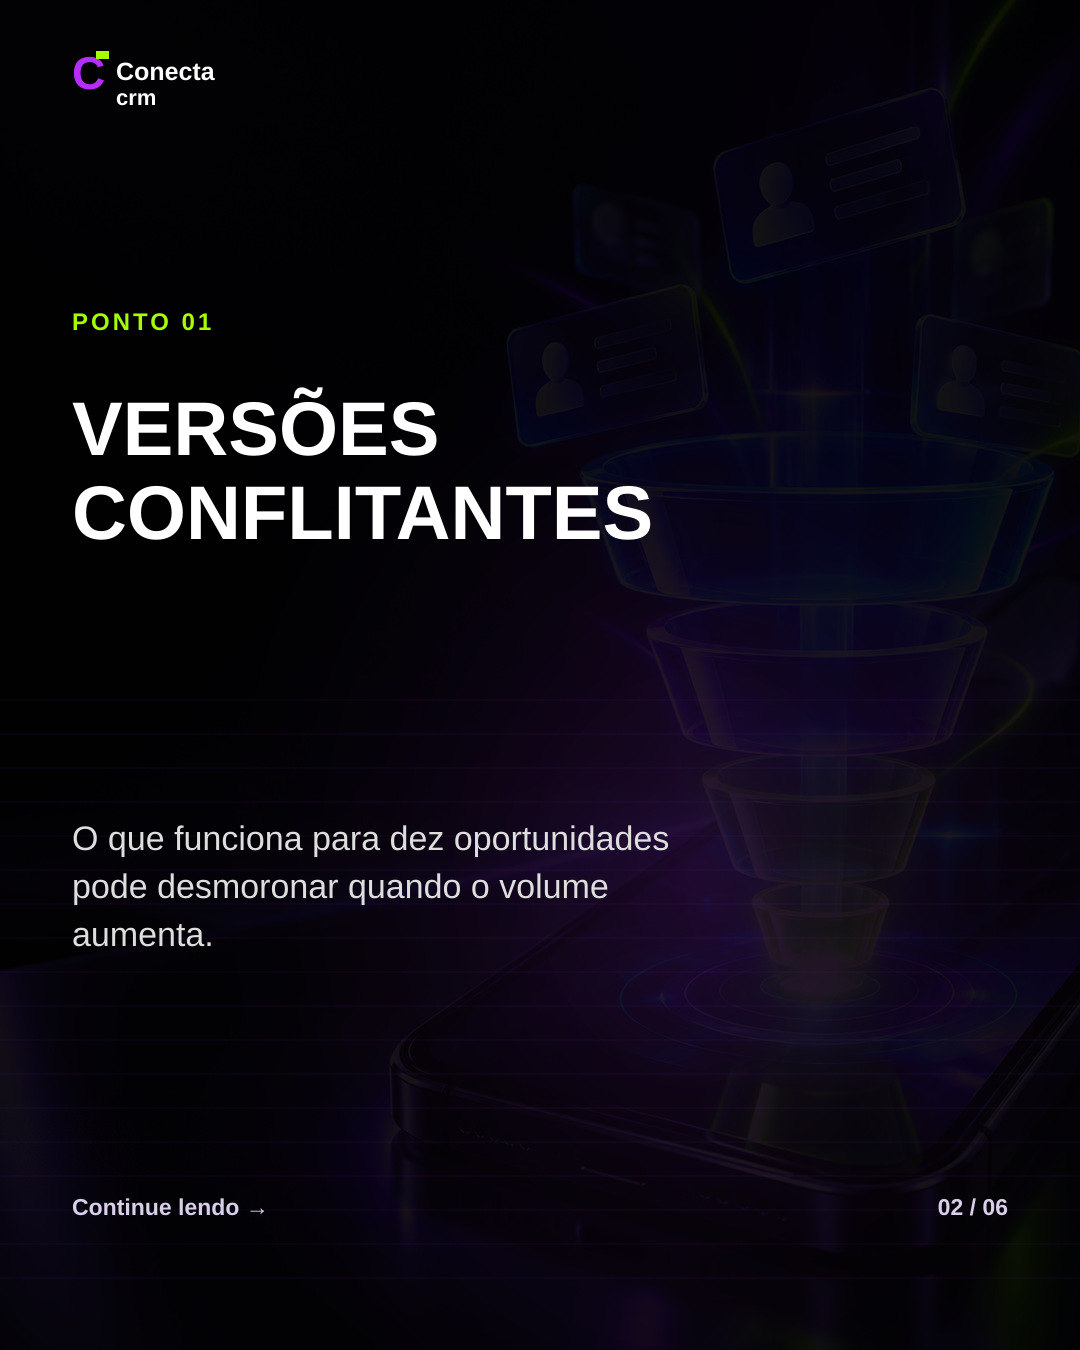 Conecta
crm
PONTO 01
VERSÕES
CONFLITANTES
O que funciona para dez oportunidades
pode desmoronar quando o volume
aumenta.
Continue lendo →
02 / 06